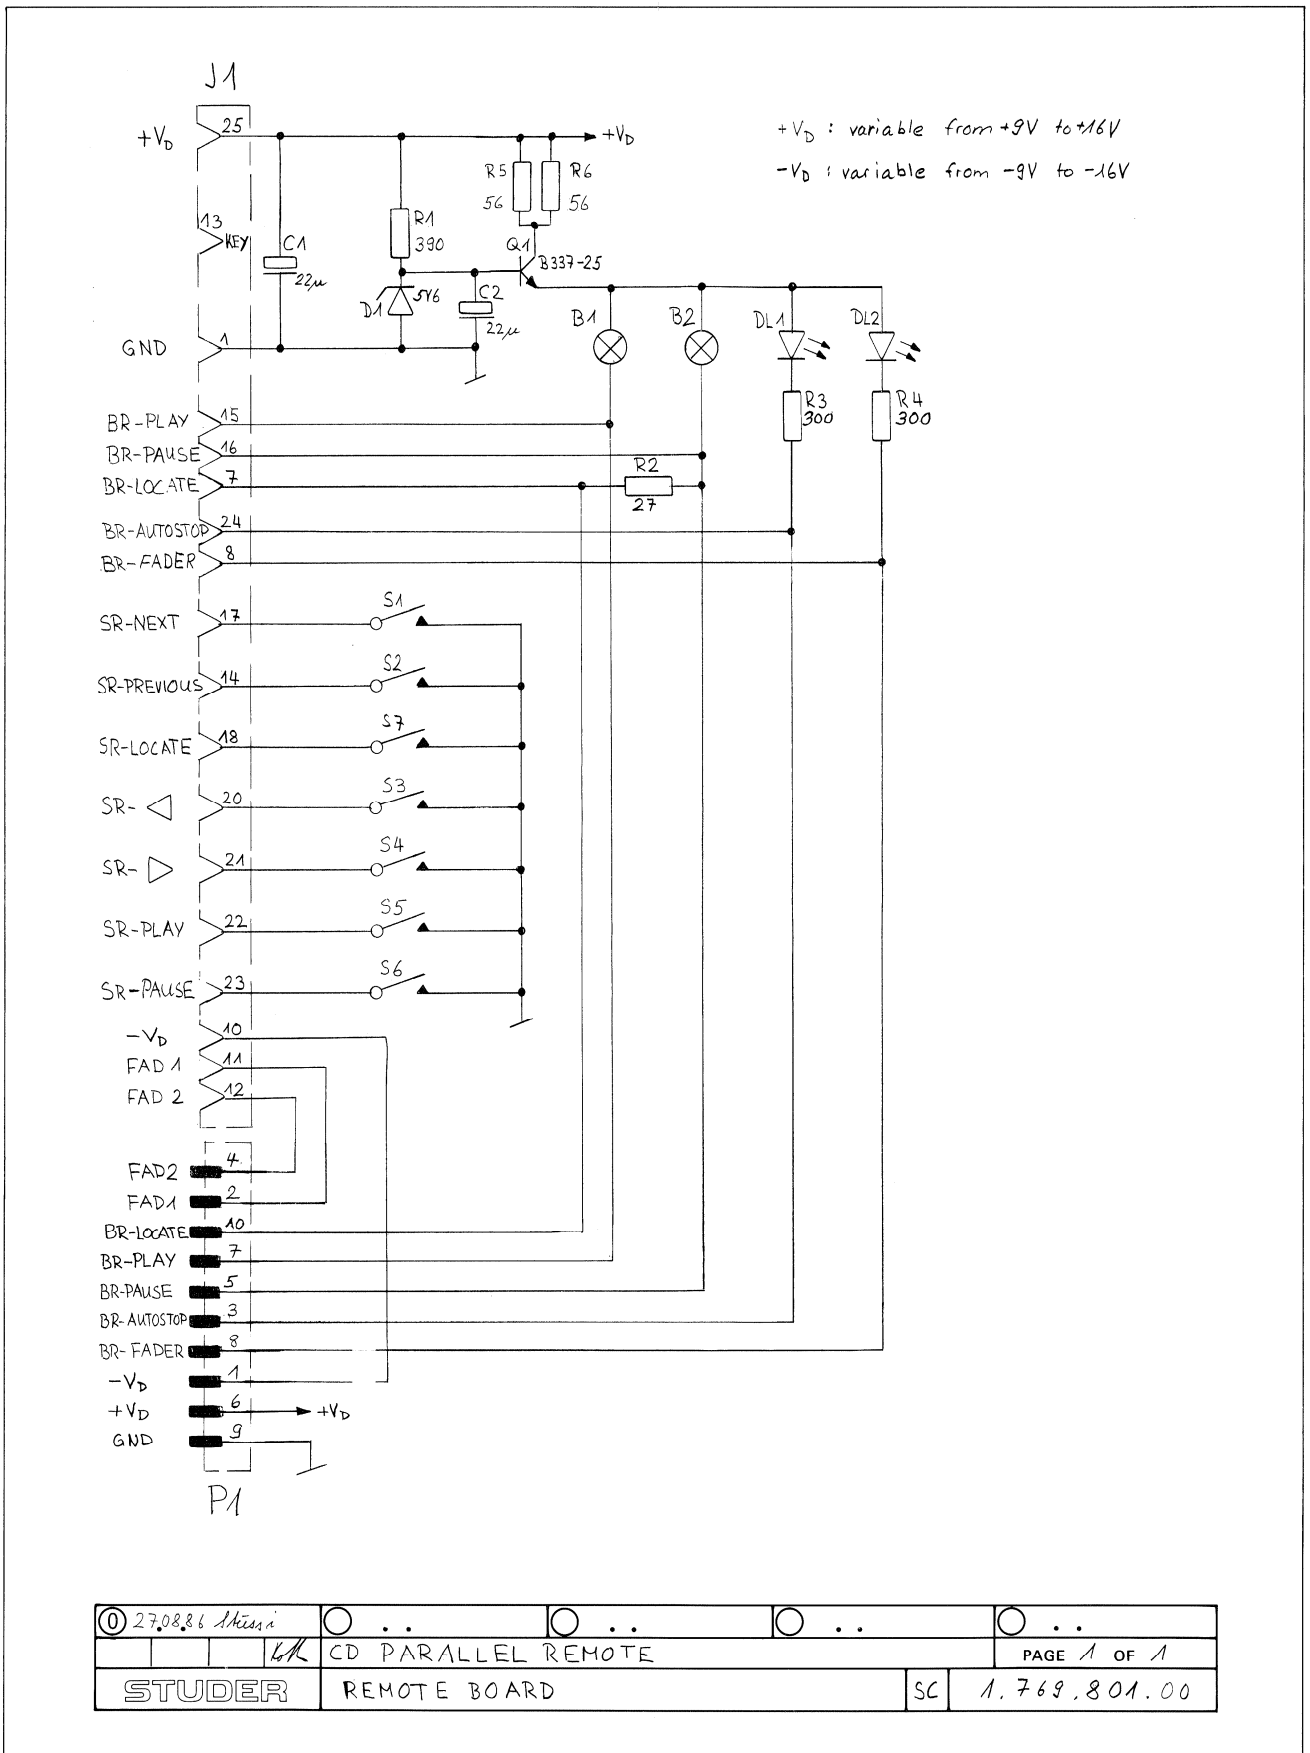 J1
+VD 25 +VD
+VD : variable from +9V to +16V
-VD : variable from -9V to -16V
R5 56
R6 56
13 KEY
C1 22µ
R1 390
Q1 B337-25
D1 5V6
C2 22µ
B1 B2 DL1 DL2
GND 1
R3 300
R4 300
BR-PLAY 15
BR-PAUSE 16
BR-LOCATE 7
R2 27
BR-AUTOSTOP 24
BR-FADER 8
SR-NEXT 17 S1
SR-PREVIOUS 14 S2
SR-LOCATE 18 S7
SR- 20 S3
SR- 21 S4
SR-PLAY 22 S5
SR-PAUSE 23 S6
-VD 10
FAD 1 11
FAD 2 12
FAD2 4
FAD1 2
BR-LOCATE 10
BR-PLAY 7
BR-PAUSE 5
BR-AUTOSTOP 3
BR-FADER 8
-VD 1
+VD 6 +VD
GND 9
P1
0 27.08.86
CD PARALLEL REMOTE PAGE 1 OF 1
STUDER REMOTE BOARD SC 1.769.801.00